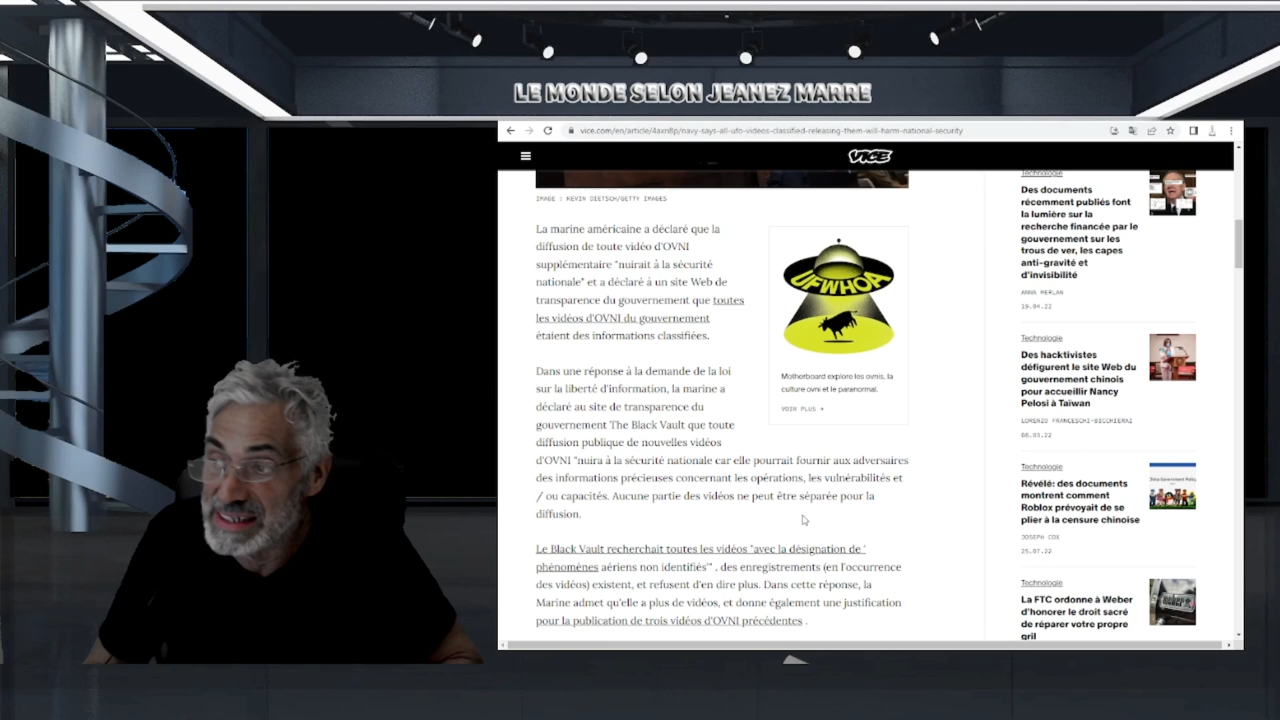 LE MONDE SELON JEANEZ MARRE
vice.com/en/article/4axn8p/navy-says-all-ufo-videos-classified-releasing-them-will-harm-national-security
VICE
IMAGE : KEVIN DIETSCH/GETTY IMAGES
La marine américaine a déclaré que la
diffusion de toute vidéo d'OVNI
supplémentaire "nuirait à la sécurité
nationale" et a déclaré à un site Web de
transparence du gouvernement que toutes
les vidéos d'OVNI du gouvernement
étaient des informations classifiées.
UFWHOA
Motherboard explore les ovnis, la
culture ovni et le paranormal.
VOIR PLUS
Dans une réponse à la demande de la loi
sur la liberté d'information, la marine a
déclaré au site de transparence du
gouvernement The Black Vault que toute
diffusion publique de nouvelles vidéos
d'OVNI "nuira à la sécurité nationale car elle pourrait fournir aux adversaires
des informations précieuses concernant les opérations, les vulnérabilités et
/ ou capacités. Aucune partie des vidéos ne peut être séparée pour la
diffusion.
Le Black Vault recherchait toutes les vidéos "avec la désignation de '
phénomènes aériens non identifiés'" . des enregistrements (en l'occurrence
des vidéos) existent, et refusent d'en dire plus. Dans cette réponse, la
Marine admet qu'elle a plus de vidéos, et donne également une justification
pour la publication de trois vidéos d'OVNI précédentes .
Technologie
Des documents
récemment publiés font
la lumière sur la
recherche financée par le
gouvernement sur les
trous de ver, les capes
anti-gravité et
d'invisibilité
ANNA MERLAN
19.04.22
Technologie
Des hacktivistes
défigurent le site Web du
gouvernement chinois
pour accueillir Nancy
Pelosi à Taïwan
LORENZO FRANCESCHI-BICCHIERAI
08.03.22
Technologie
Révélé: des documents
montrent comment
Roblox prévoyait de se
plier à la censure chinoise
JOSEPH COX
25.07.22
Technologie
La FTC ordonne à Weber
d'honorer le droit sacré
de réparer votre propre
gril